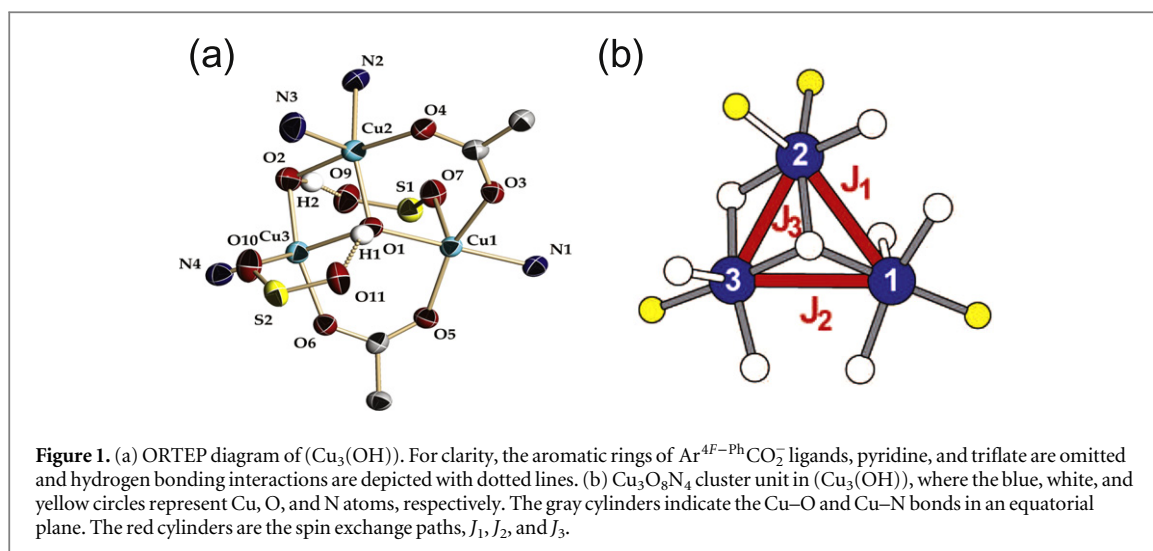 (a)
(b)
N2
N3
Cu2
O4
O2
O9
S1
O7
O3
H2
Cu3
O10
H1
O1
Cu1
N4
N1
O11
S2
O6
O5
2
J₁
J₃
3
1
J₂
Figure 1. (a) ORTEP diagram of (Cu₃(OH)). For clarity, the aromatic rings of Ar⁴ᶠ⁻ᴾʰCO₂⁻ ligands, pyridine, and triflate are omitted
and hydrogen bonding interactions are depicted with dotted lines. (b) Cu₃O₈N₄ cluster unit in (Cu₃(OH)), where the blue, white, and
yellow circles represent Cu, O, and N atoms, respectively. The gray cylinders indicate the Cu–O and Cu–N bonds in an equatorial
plane. The red cylinders are the spin exchange paths, J₁, J₂, and J₃.